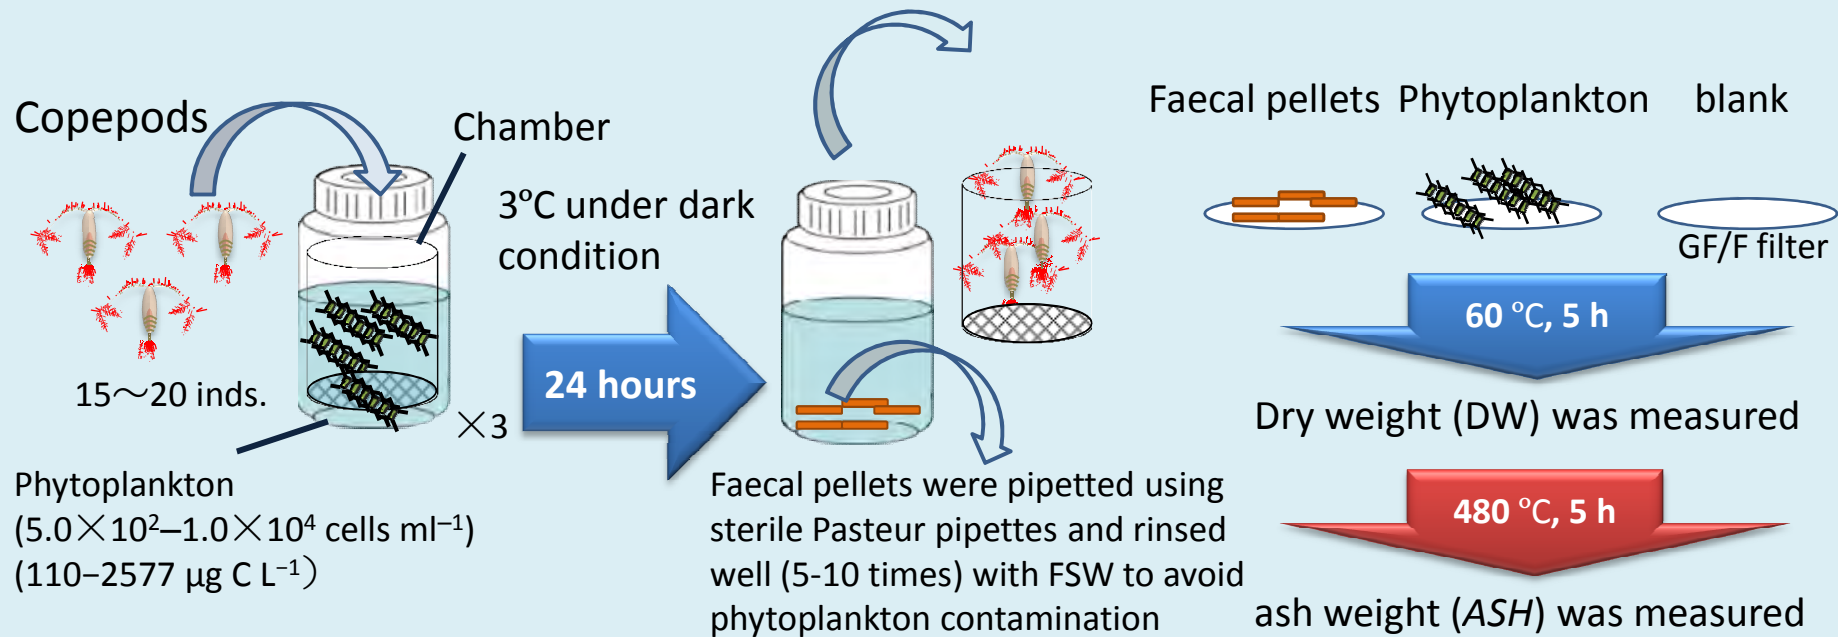 Copepods
Chamber
3°C under dark
condition
15～20 inds.
×3
24 hours
Phytoplankton
(5.0×10²–1.0×10⁴ cells ml⁻¹)
(110–2577 µg C L⁻¹)
Faecal pellets were pipetted using
sterile Pasteur pipettes and rinsed
well (5-10 times) with FSW to avoid
phytoplankton contamination
Faecal pellets Phytoplankton blank
GF/F filter
60 °C, 5 h
Dry weight (DW) was measured
480 °C, 5 h
ash weight (ASH) was measured